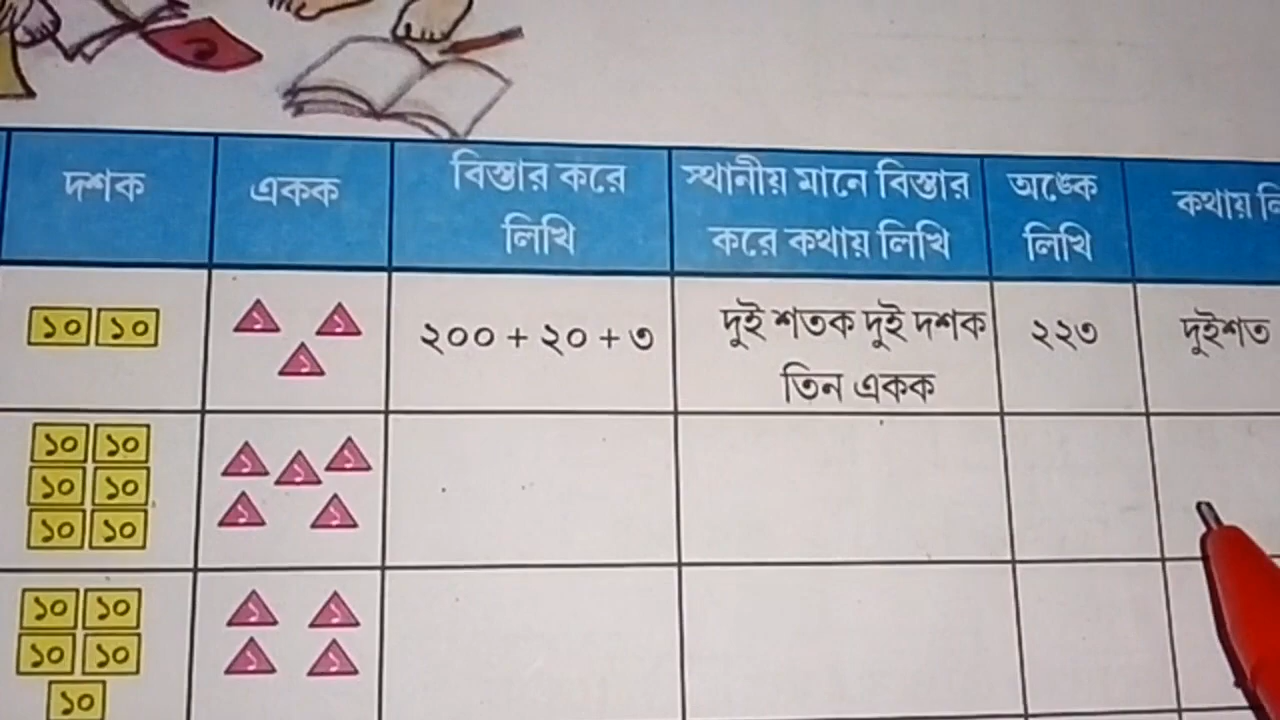 ১
দশক
একক
বিস্তার করে
লিখি
স্থানীয় মানে বিস্তার
করে কথায় লিখি
অঙ্কে
লিখি
কথায়
১০ ১০
১ ১
১
২০০ + ২০ + ৩
দুই শতক দুই দশক
তিন একক
২২৩
দুইশত
১০ ১০
১০ ১০
১০ ১০
১ ১ ১
১ ১
১০ ১০
১০ ১০
১০
১ ১
১ ১